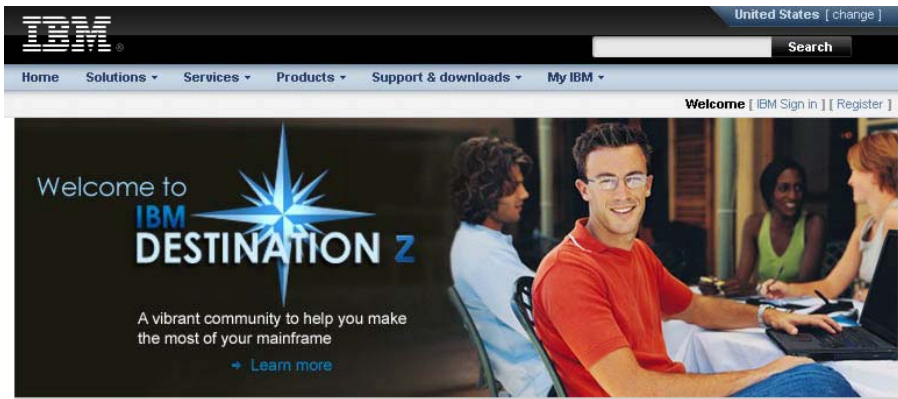 United States [ change ]
IBM ®
Search
Home Solutions Services Products Support & downloads My IBM
Welcome [ IBM Sign in ] [ Register ]
Welcome to
IBM
DESTINATION Z
A vibrant community to help you make
the most of your mainframe
Learn more